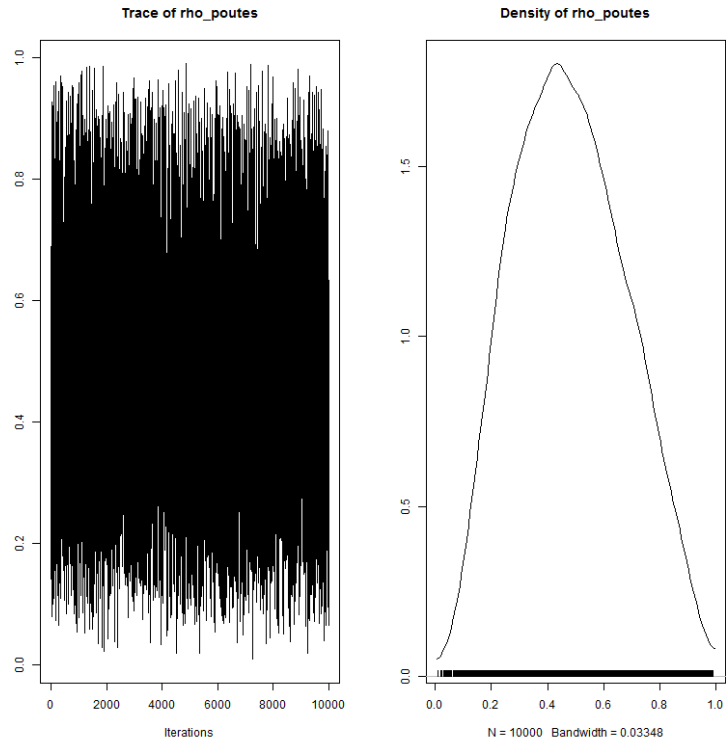 Trace of rho_poutes
1.0
0.8
0.6
0.4
0.2
0.0
0 2000 4000 6000 8000 10000
Iterations
Density of rho_poutes
1.5
1.0
0.5
0.0
0.0 0.2 0.4 0.6 0.8 1.0
N = 10000 Bandwidth = 0.03348